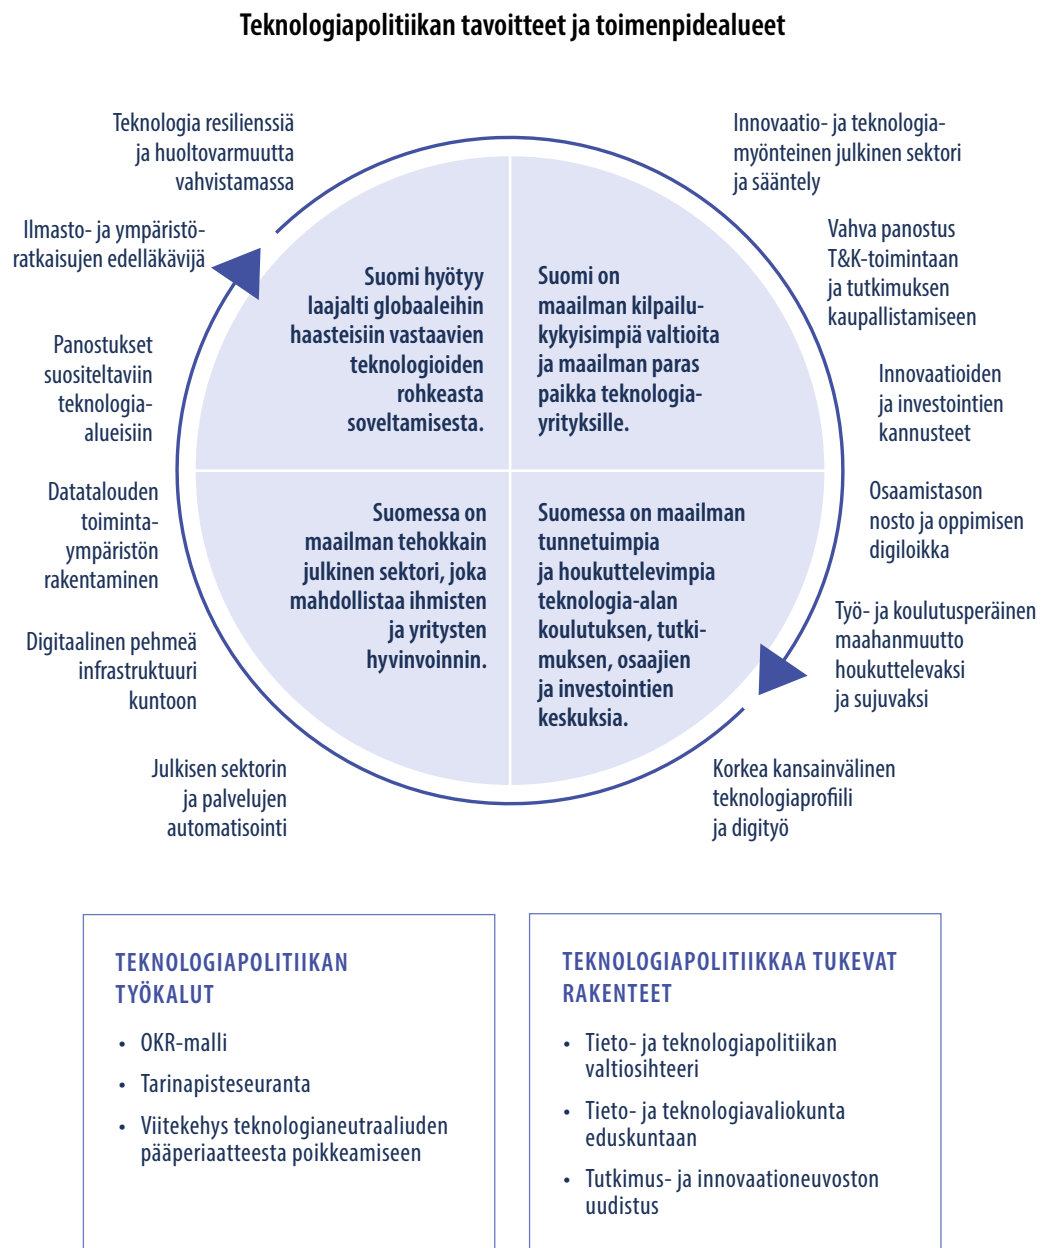 Teknologiapolitiikan tavoitteet ja toimenpidealueet
Teknologia resilienssiä
ja huoltovarmuutta
vahvistamassa
Ilmasto- ja ympäristö-
ratkaisujen edelläkävijä
Panostukset
suositeltaviin
teknologia-
alueisiin
Datatalouden
toiminta-
ympäristön
rakentaminen
Digitaalinen pehmeä
infrastruktuuri
kuntoon
Julkisen sektorin
ja palvelujen
automatisointi
Suomi hyötyy
laajalti globaaleihin
haasteisiin vastaavien
teknologioiden
rohkeasta
soveltamisesta.
Suomi on
maailman kilpailu-
kykyisimpiä valtioita
ja maailman paras
paikka teknologia-
yrityksille.
Suomessa on
maailman tehokkain
julkinen sektori, joka
mahdollistaa ihmisten
ja yritysten
hyvinvoinnin.
Suomessa on maailman
tunnetuimpia
ja houkuttelevimpia
teknologia-alan
koulutuksen, tutki-
muksen, osaajien
ja investointien
keskuksia.
Innovaatio- ja teknologia-
myönteinen julkinen sektori
ja sääntely
Vahva panostus
T&K-toimintaan
ja tutkimuksen
kaupallistamiseen
Innovaatioiden
ja investointien
kannusteet
Osaamistason
nosto ja oppimisen
digiloikka
Työ- ja koulutusperäinen
maahanmuutto
houkuttelevaksi
ja sujuvaksi
Korkea kansainvälinen
teknologiaprofiili
ja digityö
TEKNOLOGIAPOLITIIKAN
TYÖKALUT
• OKR-malli
• Tarinapisteseuranta
• Viitekehys teknologianeutraaliuden
pääperiaatteesta poikkeamiseen
TEKNOLOGIAPOLITIIKKAA TUKEVAT
RAKENTEET
• Tieto- ja teknologiapolitiikan
valtiosihteeri
• Tieto- ja teknologiavaliokunta
eduskuntaan
• Tutkimus- ja innovaationeuvoston
uudistus